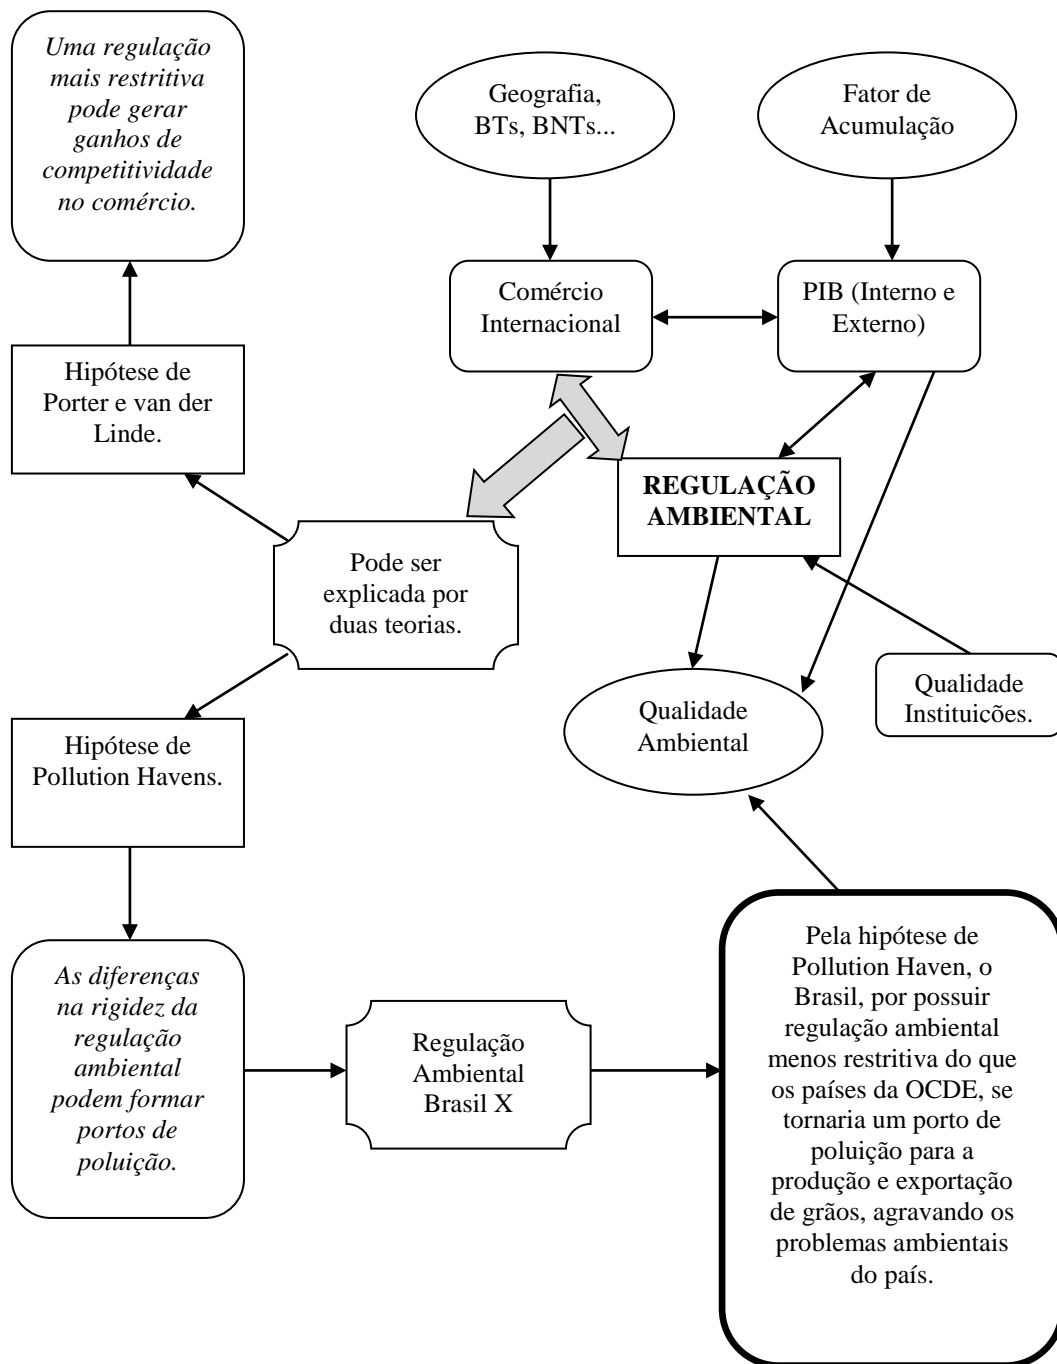 Uma regulação
mais restritiva
pode gerar
ganhos de
competitividade
no comércio.
Geografia,
BTs, BNTs...
Fator de
Acumulação
Comércio
Internacional
PIB (Interno e
Externo)
Hipótese de
Porter e van der
Linde.
REGULAÇÃO
AMBIENTAL
Pode ser
explicada por
duas teorias.
Qualidade
Instituicões.
Qualidade
Ambiental
Hipótese de
Pollution Havens.
As diferenças
na rigidez da
regulação
ambiental
podem formar
portos de
poluição.
Regulação
Ambiental
Brasil X
Pela hipótese de
Pollution Haven, o
Brasil, por possuir
regulação ambiental
menos restritiva do que
os países da OCDE, se
tornaria um porto de
poluição para a
produção e exportação
de grãos, agravando os
problemas ambientais
do país.